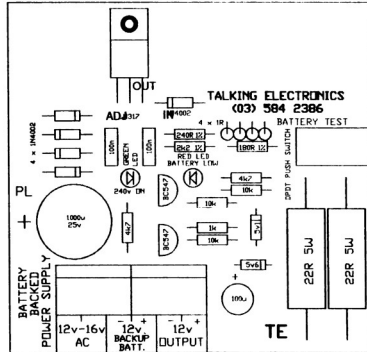 OUT
TALKING ELECTRONICS
(03) 584 2386
ADJ
LM317
IN
1N4002
4 x 1R
BATTERY TEST
4 x 1N4002
100n
100n
GREEN
LED
240R 1%
2k2 1%
180R 1%
RED LED
BATTERY LOW
DPDT PUSH SWITCH
240v ON
PL
+
1000u
25v
4k7
BC547
BC547
4k7
10k
10k
1k
10k
5v1
5v6
+
100u
22R 5W
22R 5W
BATTERY
BACKED
POWER SUPPLY
12v-16v
AC
- +
12v
BACKUP
BATT.
- +
12v
OUTPUT
TE